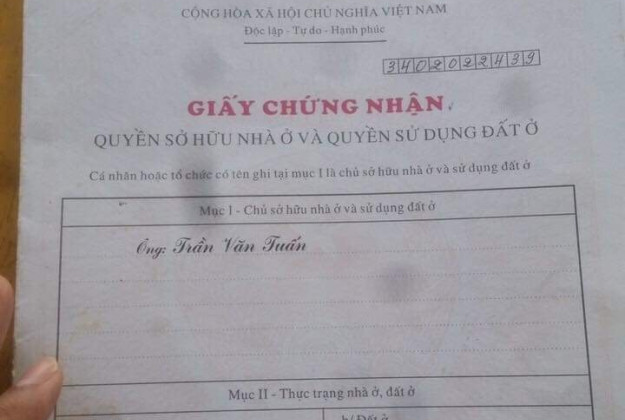 CỘNG HÒA XÃ HỘI CHỦ NGHĨA VIỆT NAM
Độc lập - Tự do - Hạnh phúc
3402022439
GIẤY CHỨNG NHẬN
QUYỀN SỞ HỮU NHÀ Ở VÀ QUYỀN SỬ DỤNG ĐẤT Ở
Cá nhân hoặc tổ chức có tên ghi tại mục I là chủ sở hữu nhà ở và sử dụng đất ở
Mục I - Chủ sở hữu nhà ở và sử dụng đất ở
Ông: Trần Văn Tuấn
Mục II - Thực trạng nhà ở, đất ở
b/ Đất ở